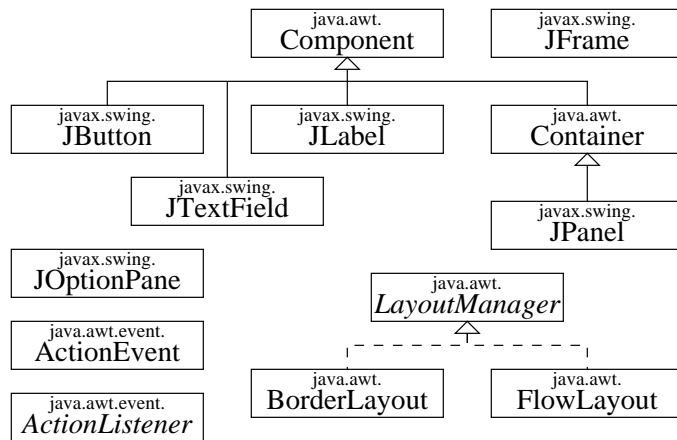 java.awt.
Component
javax.swing.
JFrame
javax.swing.
JButton
javax.swing.
JLabel
java.awt.
Container
javax.swing.
JTextField
javax.swing.
JPanel
javax.swing.
JOptionPane
java.awt.
LayoutManager
java.awt.event.
ActionEvent
java.awt.
BorderLayout
java.awt.
FlowLayout
java.awt.event.
ActionListener